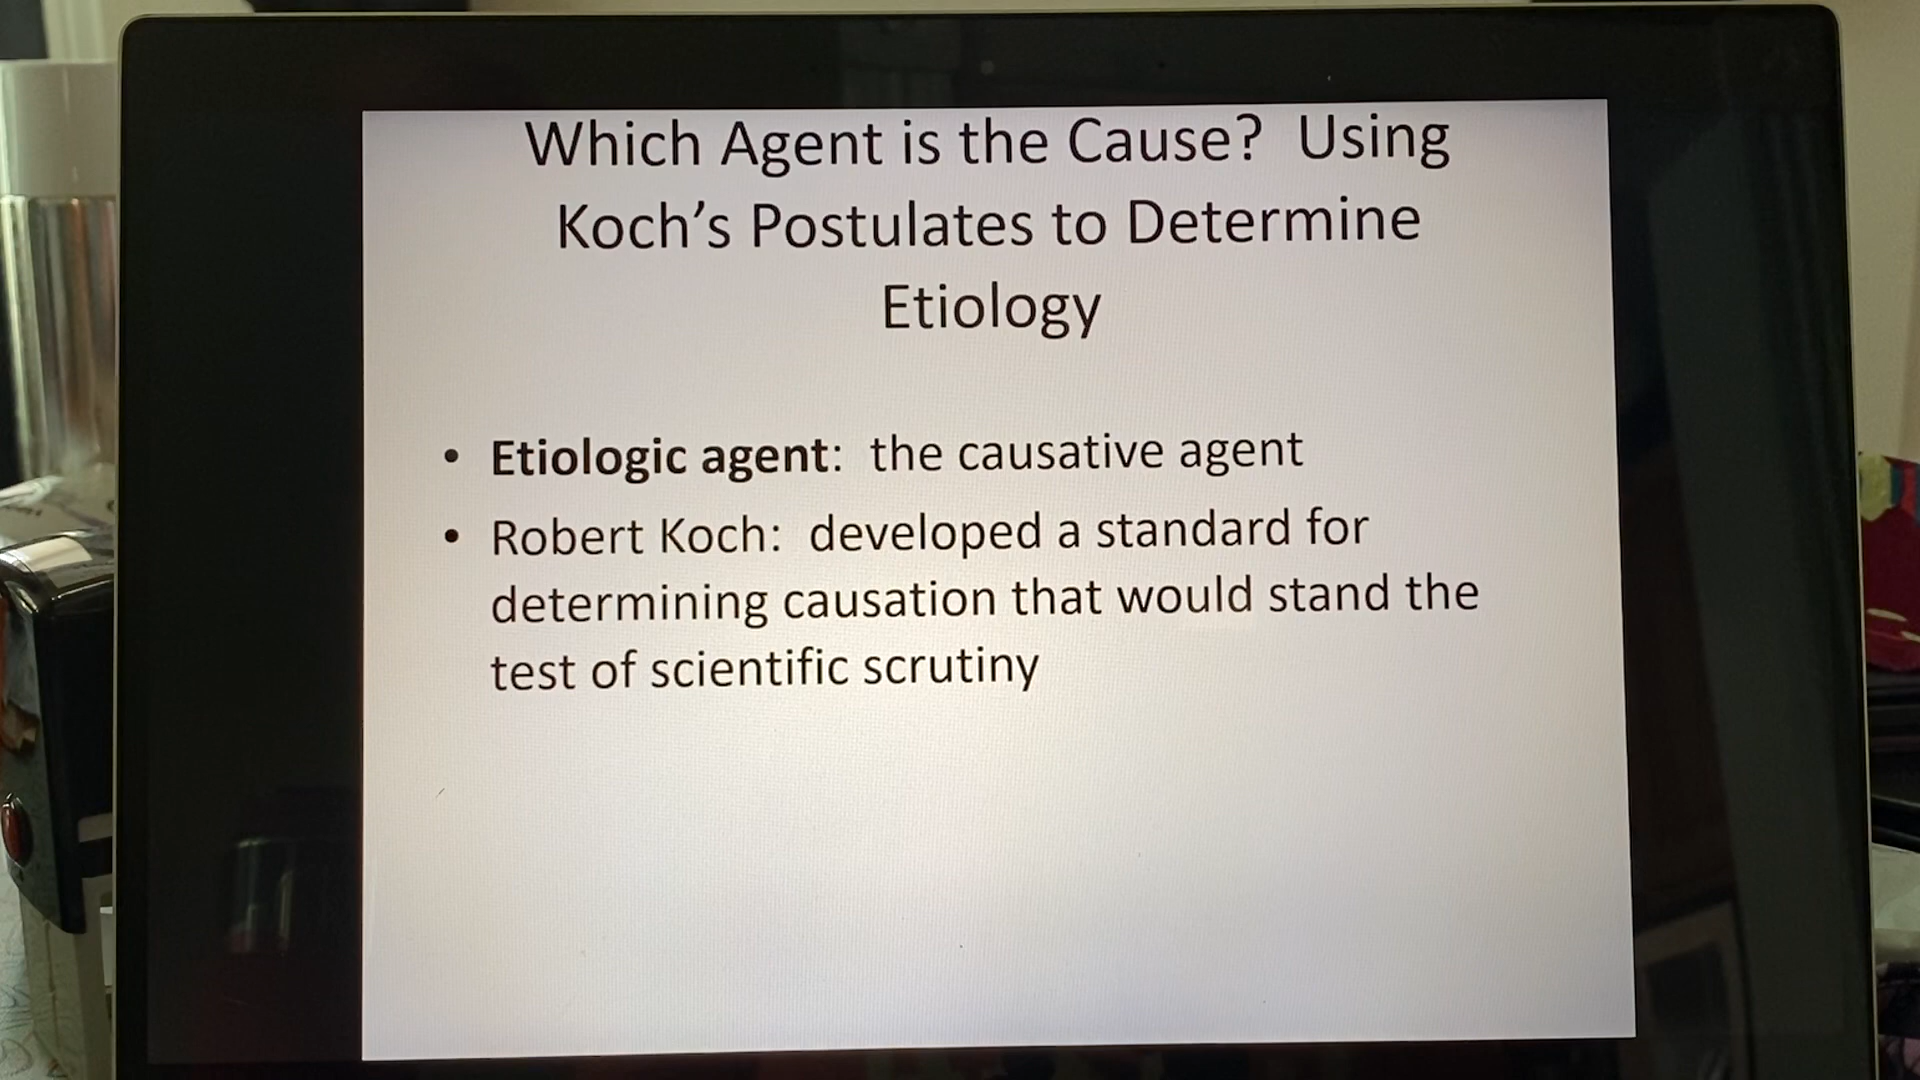 Which Agent is the Cause?  Using
Koch’s Postulates to Determine
Etiology
• Etiologic agent:  the causative agent
• Robert Koch:  developed a standard for
determining causation that would stand the
test of scientific scrutiny